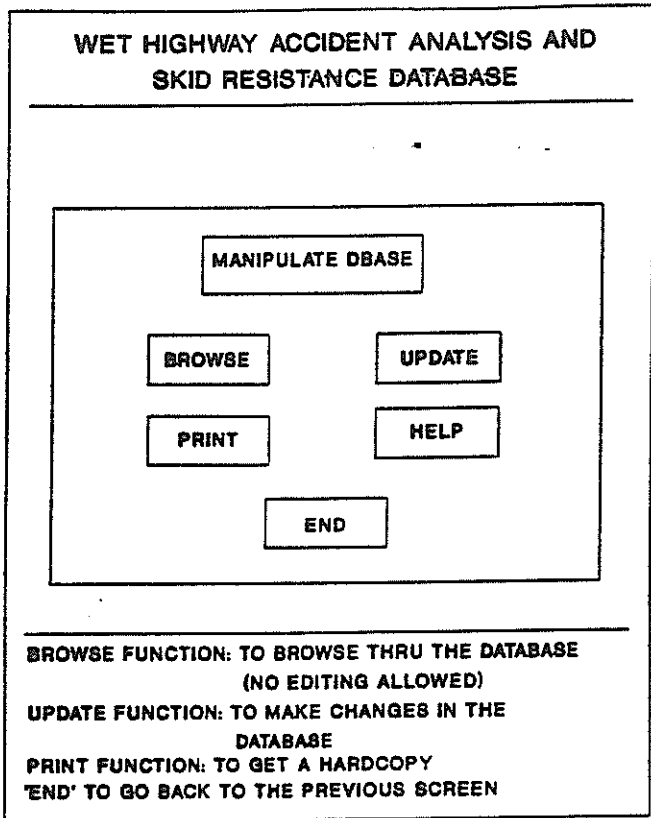 WET HIGHWAY ACCIDENT ANALYSIS AND
SKID RESISTANCE DATABASE
MANIPULATE DBASE
BROWSE
UPDATE
PRINT
HELP
END
BROWSE FUNCTION: TO BROWSE THRU THE DATABASE
(NO EDITING ALLOWED)
UPDATE FUNCTION: TO MAKE CHANGES IN THE
DATABASE
PRINT FUNCTION: TO GET A HARDCOPY
'END' TO GO BACK TO THE PREVIOUS SCREEN